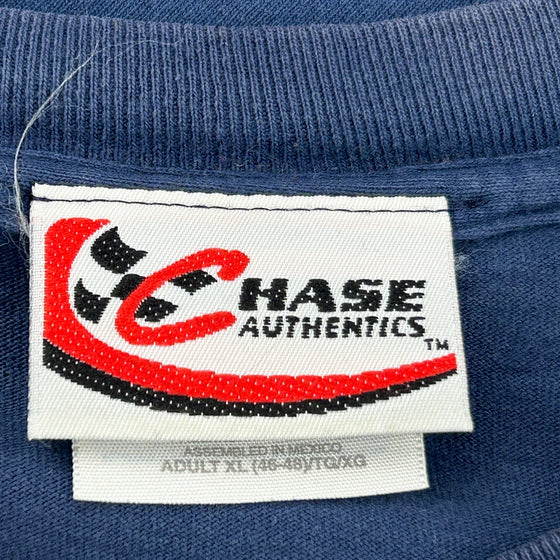 CHASE
AUTHENTICS
TM
ASSEMBLED IN MEXICO
ADULT XL (46-48)/TG/XG